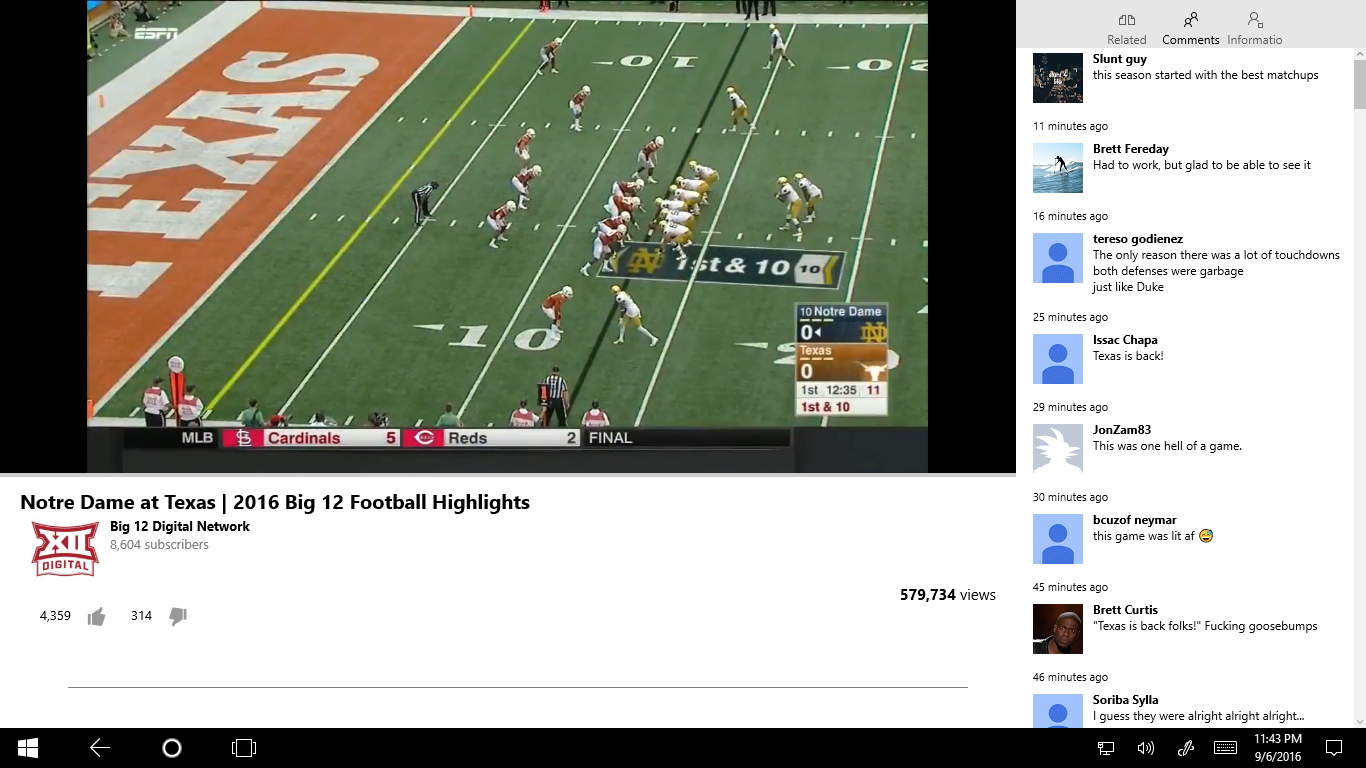 ESPN
TEXAS
10
20
1st & 10
10
10
10 Notre Dame
0
ND
Texas
0
1st 12:35 11
1st & 10
MLB Cardinals 5 Reds 2 FINAL
Notre Dame at Texas | 2016 Big 12 Football Highlights
XII
DIGITAL
Big 12 Digital Network
8,604 subscribers
579,734 views
4,359 314
Related Comments Informatio
Slunt guy
this season started with the best matchups
11 minutes ago
Brett Fereday
Had to work, but glad to be able to see it
16 minutes ago
tereso godienez
The only reason there was a lot of touchdowns
both defenses were garbage
just like Duke
25 minutes ago
Issac Chapa
Texas is back!
29 minutes ago
JonZam83
This was one hell of a game.
30 minutes ago
bcuzof neymar
this game was lit af 😅
45 minutes ago
Brett Curtis
"Texas is back folks!" Fucking goosebumps
46 minutes ago
Soriba Sylla
I guess they were alright alright alright...
11:43 PM
9/6/2016